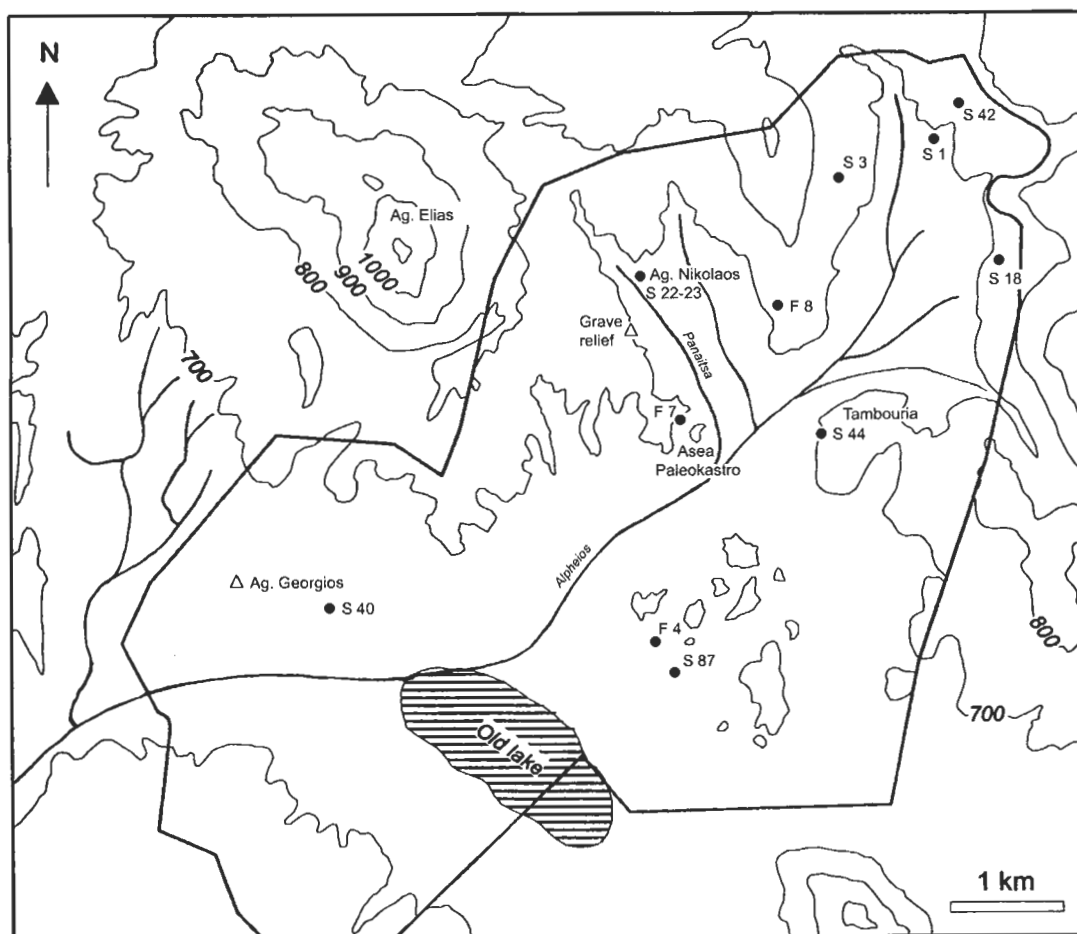 N
S 42
S 1
S 3
Ag. Elias
1000
900
800
Ag. Nikolaos
S 22-23
S 18
F 8
Grave
relief
Panaitsa
700
F 7
Tambouria
S 44
Asea
Paleokastro
Alpheios
Ag. Georgios
S 40
F 4
S 87
800
700
Old lake
1 km